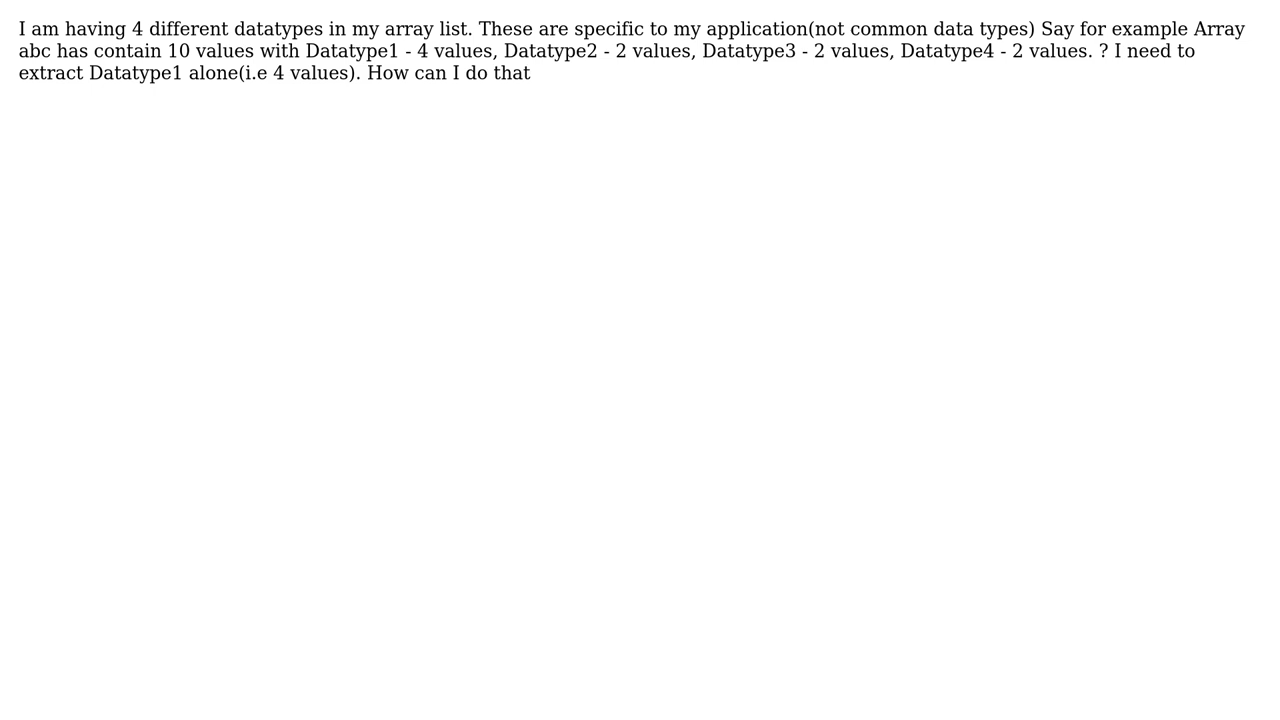 I am having 4 different datatypes in my array list. These are specific to my application(not common data types) Say for example Array
abc has contain 10 values with Datatype1 - 4 values, Datatype2 - 2 values, Datatype3 - 2 values, Datatype4 - 2 values. ? I need to
extract Datatype1 alone(i.e 4 values). How can I do that